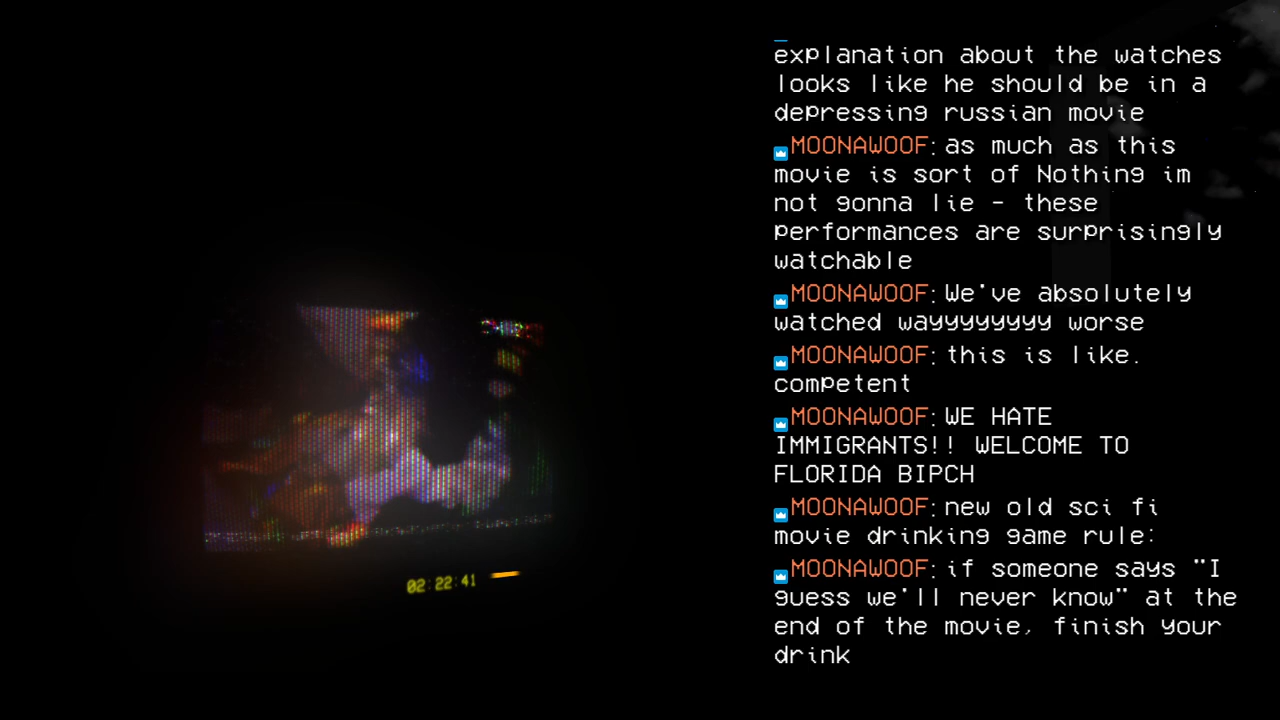 explanation about the watches
looks like he should be in a
depressing russian movie
MOONAWOOF: as much as this
movie is sort of Nothing im
not gonna lie - these
performances are surprisingly
watchable
MOONAWOOF: We've absolutely
watched wayyyyyyyyy worse
MOONAWOOF: this is like.
competent
MOONAWOOF: WE HATE
IMMIGRANTS!! WELCOME TO
FLORIDA BIPCH
MOONAWOOF: new old sci fi
movie drinking game rule:
MOONAWOOF: if someone says "I
guess we'll never know" at the
end of the movie, finish your
drink
02:22:41